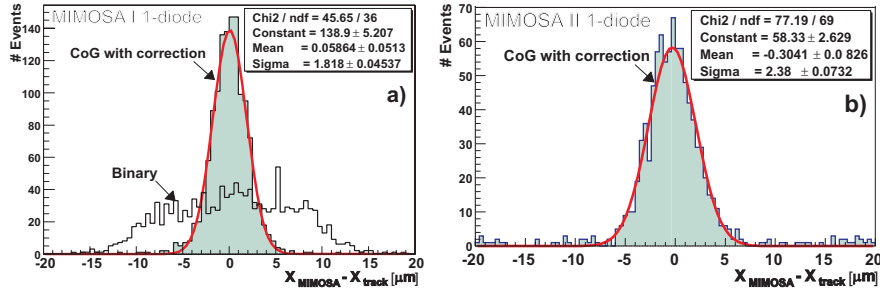 MIMOSA I 1-diode
Chi2 / ndf = 45.65 / 36
Constant = 138.9 ± 5.207
Mean = 0.05864 ± 0.0513
Sigma = 1.818 ± 0.04537
# Events
CoG with correction
a)
Binary
140
120
100
80
60
40
20
0
-20 -15 -10 -5 0 5 10 15 20
X MIMOSA - X track [μm]
MIMOSA II 1-diode
Chi2 / ndf = 77.19 / 69
Constant = 58.33 ± 2.629
Mean = -0.3041 ± 0.0 826
Sigma = 2.38 ± 0.0732
# Events
CoG with correction
b)
70
60
50
40
30
20
10
0
-20 -15 -10 -5 0 5 10 15 20
X MIMOSA - X track [μm]